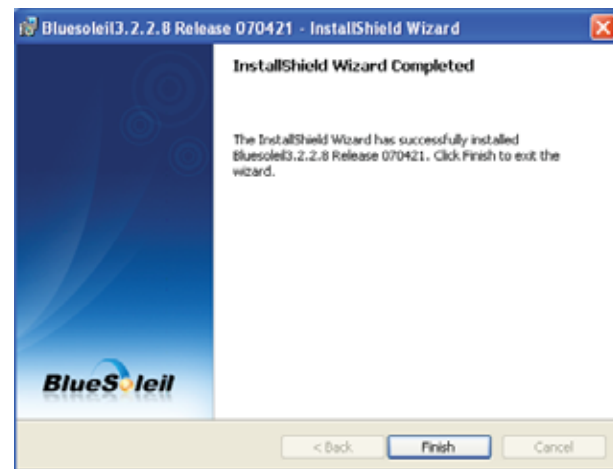 Bluesoleil3.2.2.8 Release 070421 - InstallShield Wizard
InstallShield Wizard Completed
The InstallShield Wizard has successfully installed
Bluesoleil3.2.2.8 Release 070421. Click Finish to exit the
wizard.
BlueSoleil
< Back
Finish
Cancel